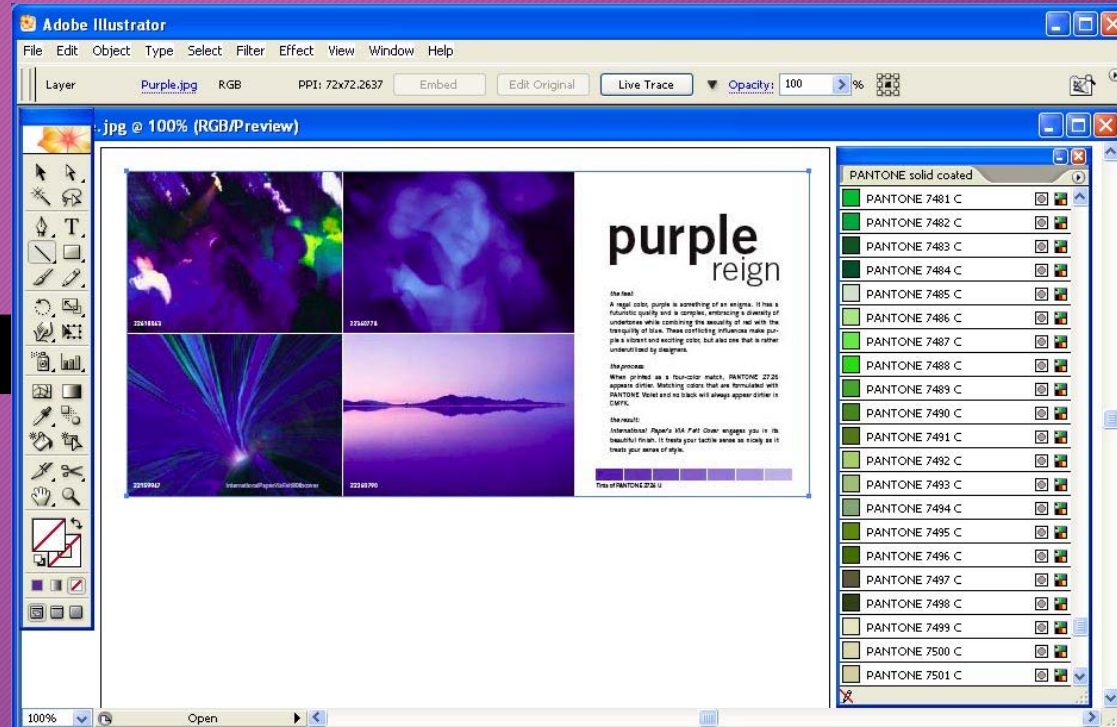 Adobe Illustrator
File Edit Object Type Select Filter Effect View Window Help
Layer Purple.jpg RGB PPI: 72x72.2637 Embed Edit Original Live Trace Opacity: 100 %
.jpg @ 100% (RGB/Preview)
purple
reign
the feel:
A regal color, purple is something of an enigma. It has a
futuristic quality and is complex, embracing a diversity of
undertones while combining the sexuality of red with the
tranquility of blue. These conflicting influences make pur-
ple a vibrant and exciting color, but also one that is rather
underutilized by designers.
the process:
When printed as a four-color match, PANTONE 2726
appears dirtier. Matching colors that are formulated with
PANTONE Violet and no black will always appear dirtier in
CMYK.
the result:
International Paper's VIA Felt Cover engages you in its
beautiful finish. It treats your tactile sense as nicely as it
treats your sense of style.
Tints of PANTONE 2726 U
22360790
PANTONE solid coated
PANTONE 7481 C
PANTONE 7482 C
PANTONE 7483 C
PANTONE 7484 C
PANTONE 7485 C
PANTONE 7486 C
PANTONE 7487 C
PANTONE 7488 C
PANTONE 7489 C
PANTONE 7490 C
PANTONE 7491 C
PANTONE 7492 C
PANTONE 7493 C
PANTONE 7494 C
PANTONE 7495 C
PANTONE 7496 C
PANTONE 7497 C
PANTONE 7498 C
PANTONE 7499 C
PANTONE 7500 C
PANTONE 7501 C
100% Open